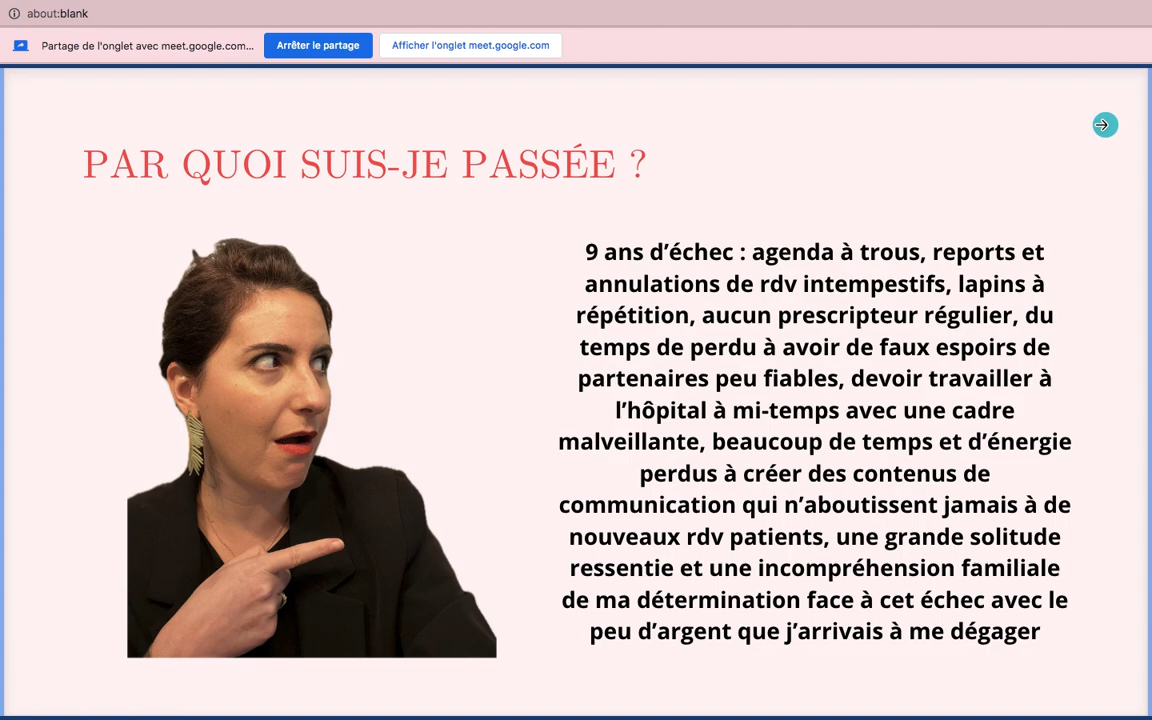 about:blank
Partage de l'onglet avec meet.google.com...
Arrêter le partage
Afficher l'onglet meet.google.com
PAR QUOI SUIS-JE PASSÉE ?
9 ans d’échec : agenda à trous, reports et
annulations de rdv intempestifs, lapins à
répétition, aucun prescripteur régulier, du
temps de perdu à avoir de faux espoirs de
partenaires peu fiables, devoir travailler à
l’hôpital à mi-temps avec une cadre
malveillante, beaucoup de temps et d’énergie
perdus à créer des contenus de
communication qui n’aboutissent jamais à de
nouveaux rdv patients, une grande solitude
ressentie et une incompréhension familiale
de ma détermination face à cet échec avec le
peu d’argent que j’arrivais à me dégager